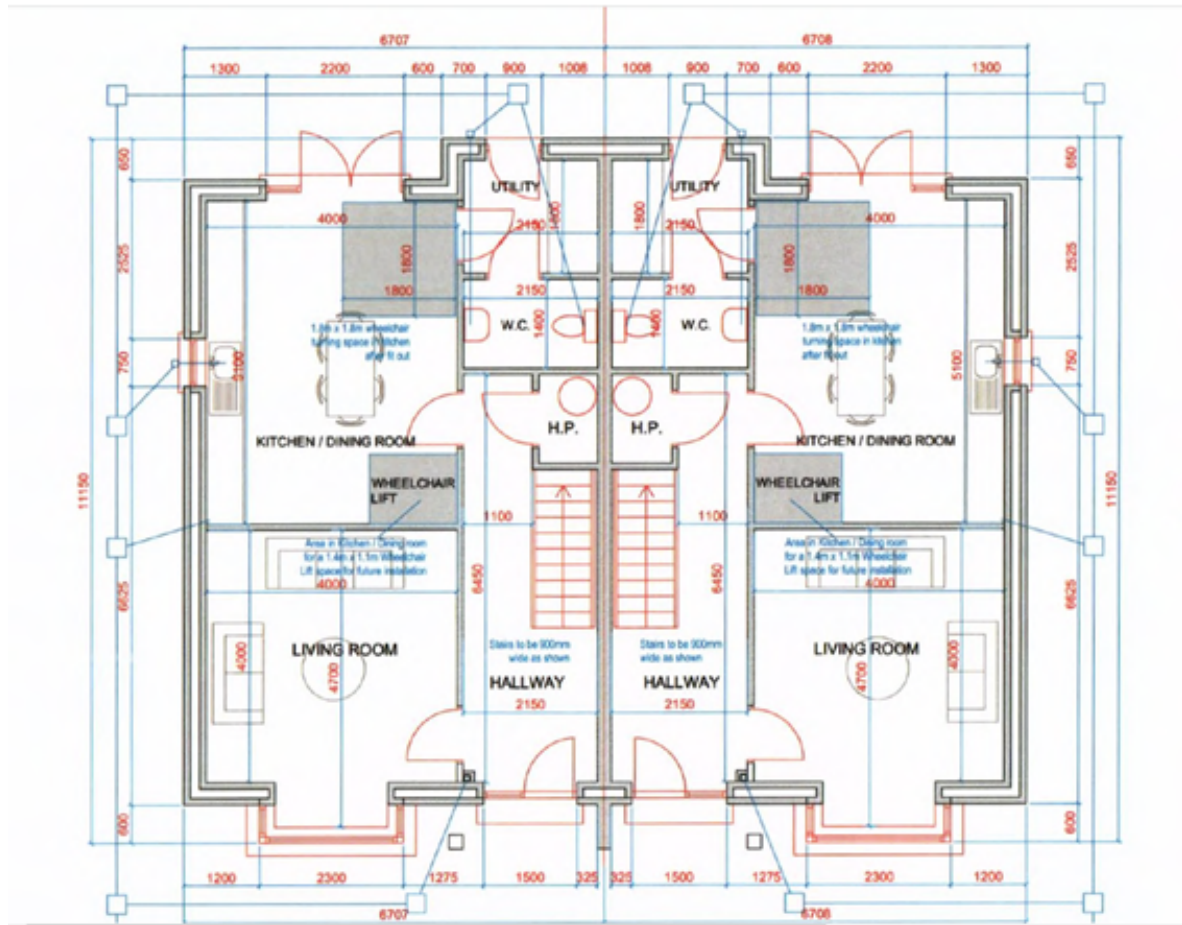 6707 6708
1300 2200 600 700 900 1008 1008 900 700 600 2200 1300
650 650
UTILITY UTILITY
4000 2150 1800 1800 2150 4000
2525 1800 1800 2525
1800 2150 2150 1800
W.C. 1400 1400 W.C.
1.8m x 1.8m wheelchair 1.8m x 1.8m wheelchair
turning space in kitchen turning space in kitchen
after fit out after fit out
750 5100 5100 750
H.P. H.P.
KITCHEN / DINING ROOM KITCHEN / DINING ROOM
WHEELCHAIR WHEELCHAIR
LIFT LIFT
11150 11150
1100 1100
Area in Kitchen / Dining room Area in Kitchen / Dining room
for a 1.4m x 1.1m Wheelchair for a 1.4m x 1.1m Wheelchair
Lift space for future installation Lift space for future installation
4000 6450 6450 4000
6625 6625
Stairs to be 900mm Stairs to be 900mm
wide as shown wide as shown
LIVING ROOM LIVING ROOM
4000 4700 4700 4000
HALLWAY HALLWAY
2150 2150
600 600
1200 2300 1275 1500 325 325 1500 1275 2300 1200
6707 6708